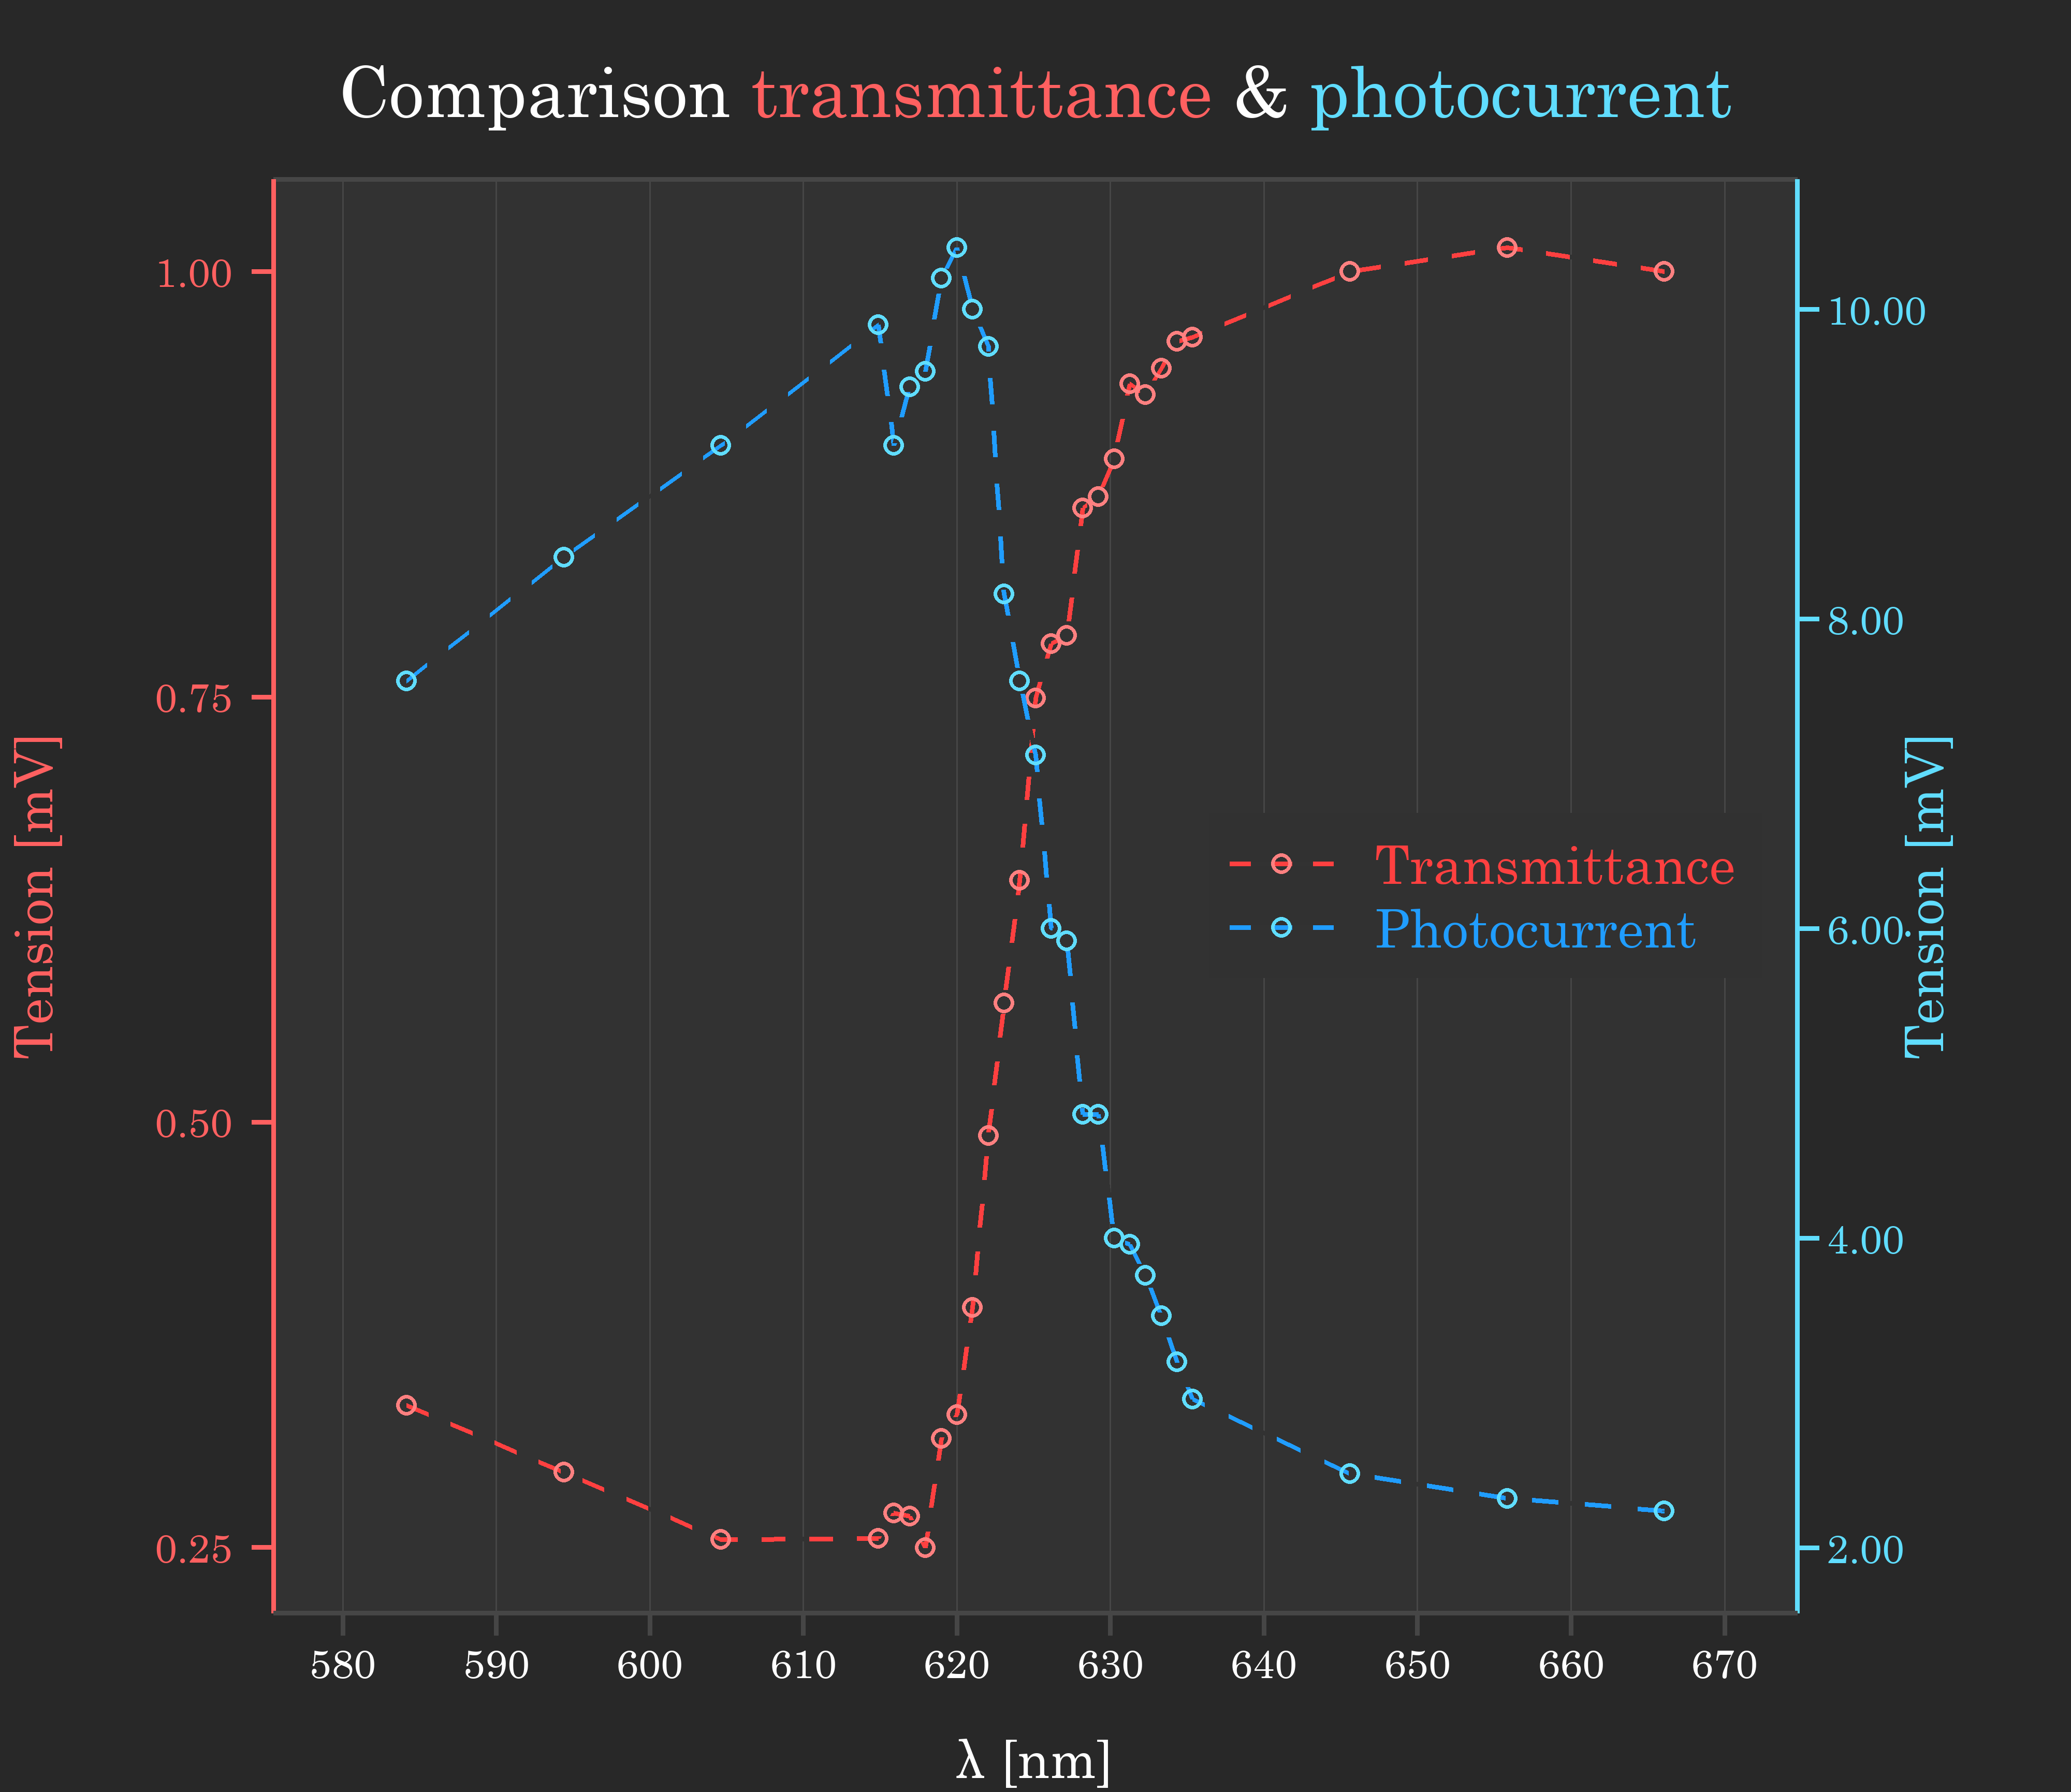 Comparison transmittance & photocurrent
1.00
0.75
0.50
0.25
Tension [mV]
10.00
8.00
6.00
4.00
2.00
Tension [mV]
Transmittance
Photocurrent
580 590 600 610 620 630 640 650 660 670
λ [nm]